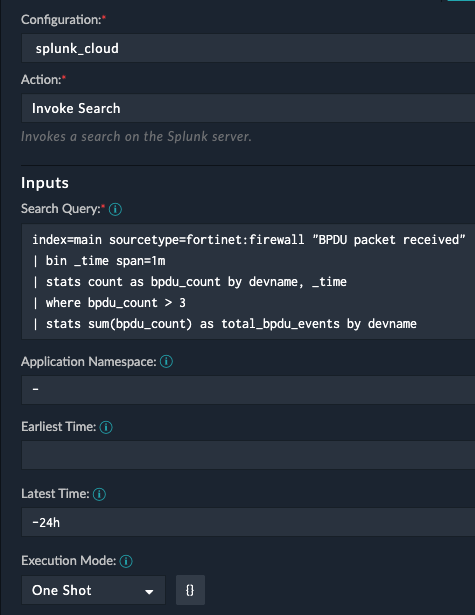 Configuration:*
splunk_cloud
Action:*
Invoke Search
Invokes a search on the Splunk server.
Inputs
Search Query:*
index=main sourcetype=fortinet:firewall ”BPDU packet received”
| bin _time span=1m
| stats count as bpdu_count by devname, _time
| where bpdu_count > 3
| stats sum(bpdu_count) as total_bpdu_events by devname
Application Namespace:
-
Earliest Time:
Latest Time:
-24h
Execution Mode:
One Shot {}